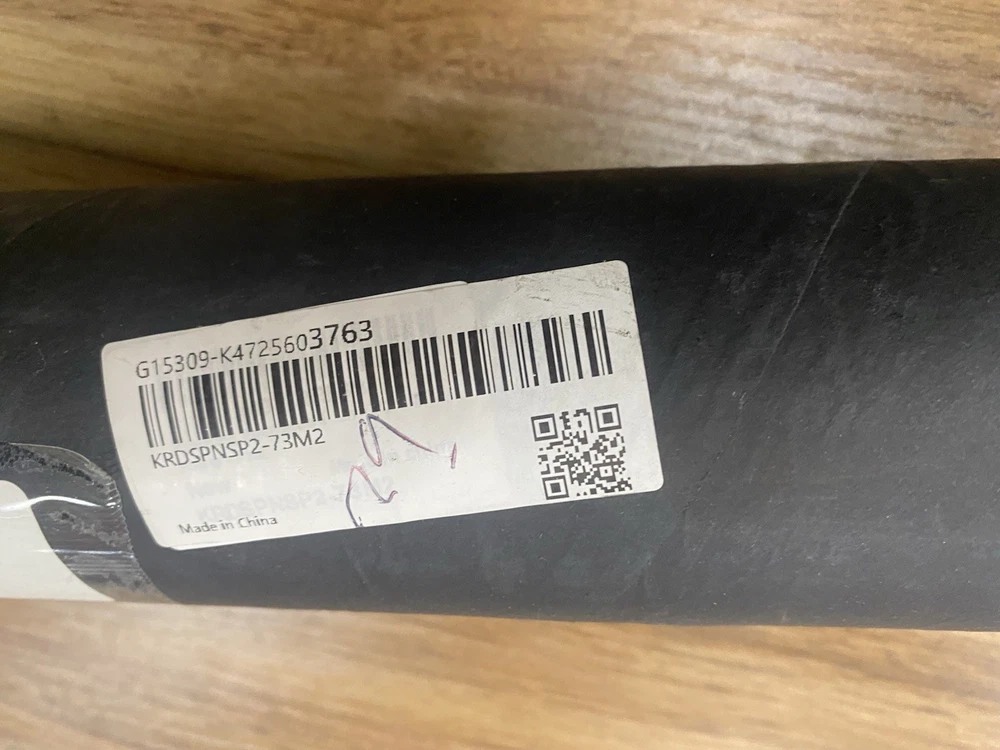 G15309-K4725603763
KRDSPNSP2-73M2
Made in China